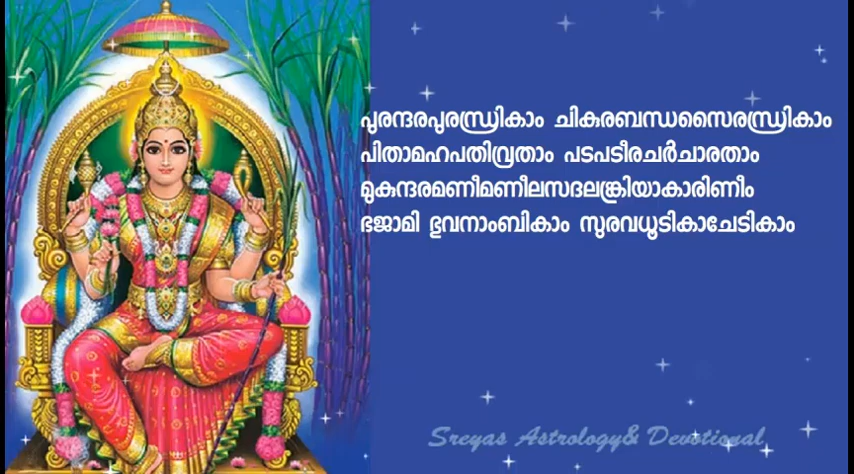 പുരന്ദരപുരന്ധ്രികാം ചികുരബന്ധസൈരന്ധ്രികാം
പിതാമഹപതിവ്രതാം പടപടീരചർചാരതാം
മുകുന്ദരമണീമണീലസദലങ്ക്രിയാകാരിണീം
ഭജാമി ഭുവനാംബികാം സുരവധൂടികാചേടികാം
Sreyas Astrology& Devotional